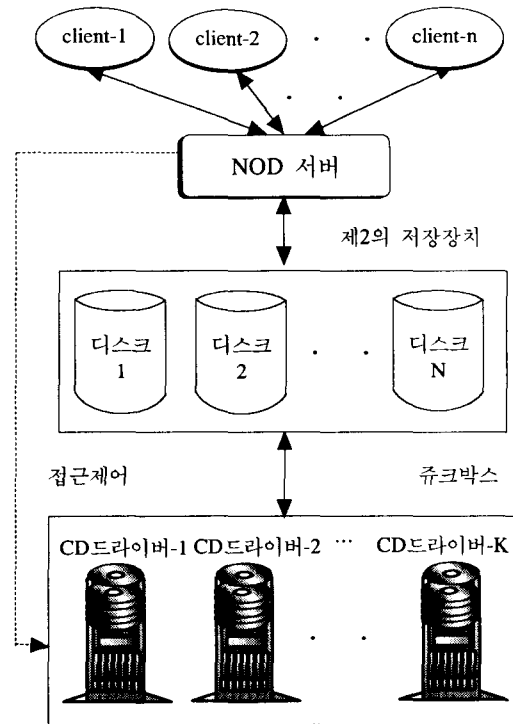 client-1 client-2 · · client-n
· ·
NOD 서버
제2의 저장장치
디스크 1 디스크 2 · · 디스크 N
접근제어 쥬크박스
CD드라이버-1 CD드라이버-2 ··· CD드라이버-K
· ·